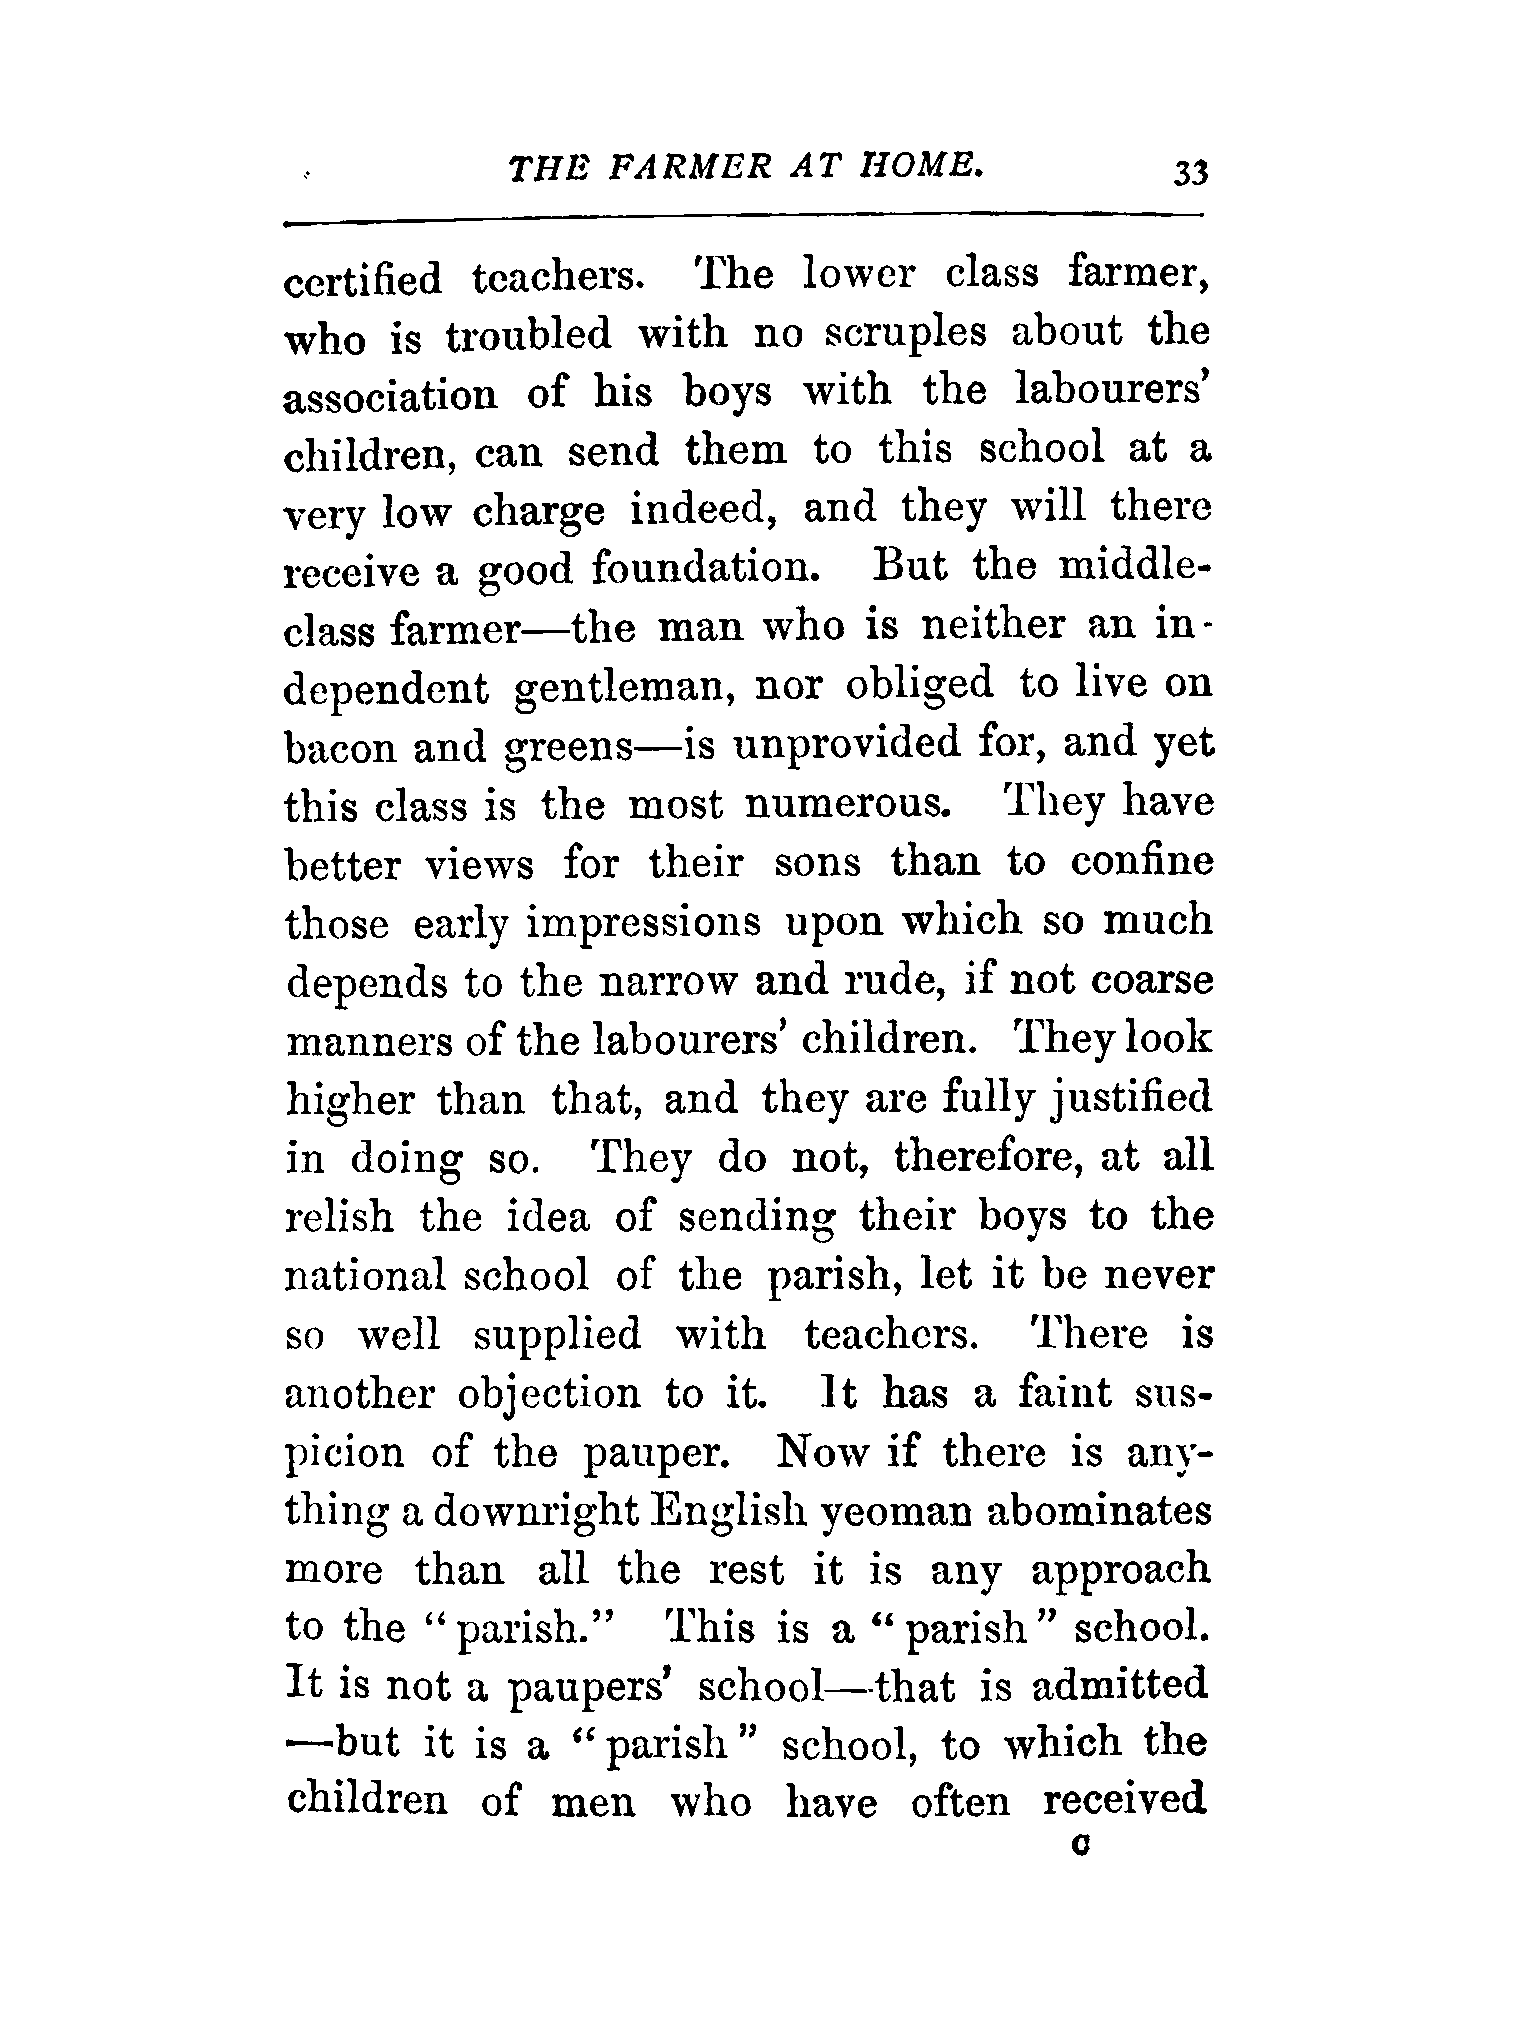 THE FARMER AT HOME. 33
certified teachers. The lower class farmer,
who is troubled with no scruples about the
association of his boys with the labourers'
children, can send them to this school at a
very low charge indeed, and they will there
receive a good foundation. But the middle-
class farmer—the man who is neither an in-
dependent gentleman, nor obliged to live on
bacon and greens—is unprovided for, and yet
this class is the most numerous. They have
better views for their sons than to confine
those early impressions upon which so much
depends to the narrow and rude, if not coarse
manners of the labourers' children. They look
higher than that, and they are fully justified
in doing so. They do not, therefore, at all
relish the idea of sending their boys to the
national school of the parish, let it be never
so well supplied with teachers. There is
another objection to it. It has a faint sus-
picion of the pauper. Now if there is any-
thing a downright English yeoman abominates
more than all the rest it is any approach
to the "parish." This is a "parish" school.
It is not a paupers' school—that is admitted
—but it is a "parish" school, to which the
children of men who have often received
C